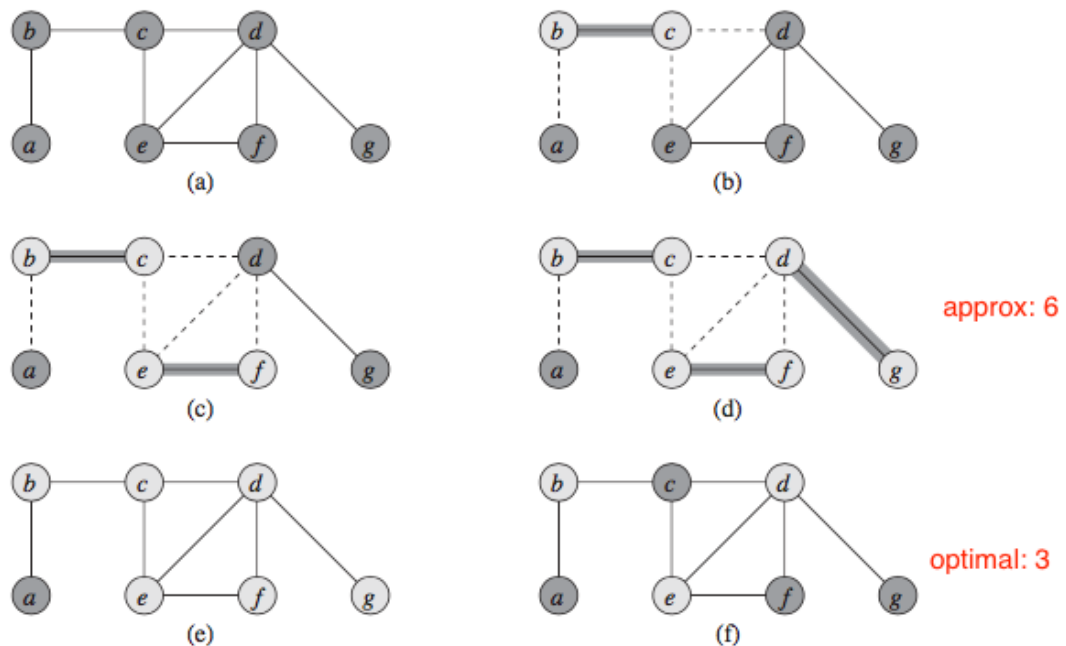 b c d b c d
a e f g a e f g
(a) (b)
b c d b c d
approx: 6
a e f g a e f g
(c) (d)
b c d b c d
optimal: 3
a e f g a e f g
(e) (f)